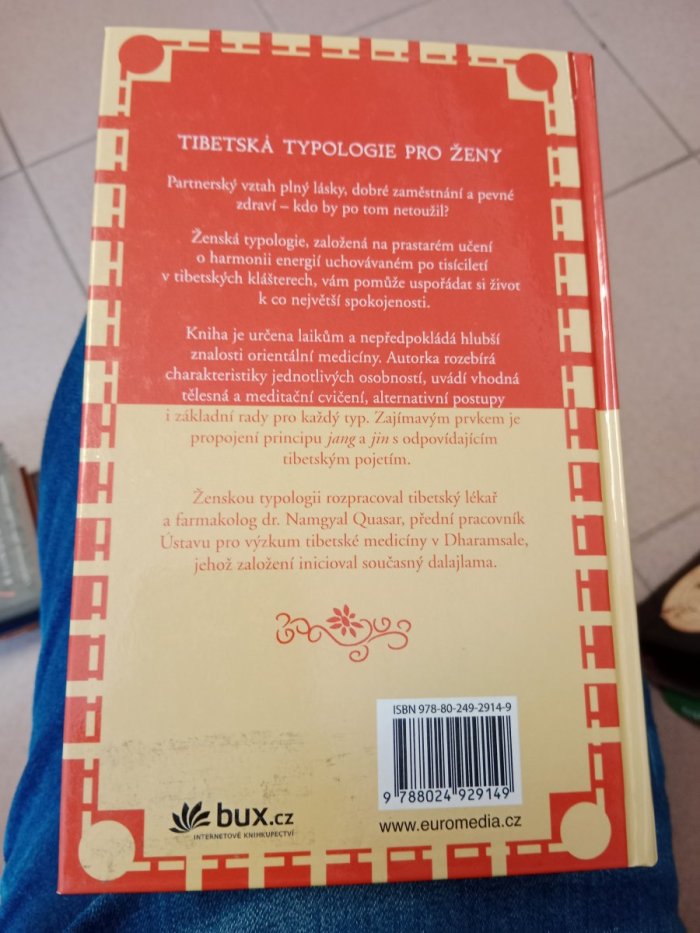 TIBETSKÁ TYPOLOGIE PRO ŽENY
Partnerský vztah plný lásky, dobré zaměstnání a pevné
zdraví – kdo by po tom netoužil?
Ženská typologie, založená na prastarém učení
o harmonii energií uchovávaném po tisíciletí
v tibetských klášterech, vám pomůže uspořádat si život
k co největší spokojenosti.
Kniha je určena laikům a nepředpokládá hlubší
znalosti orientální medicíny. Autorka rozebírá
charakteristiky jednotlivých osobností, uvádí vhodná
tělesná a meditační cvičení, alternativní postupy
i základní rady pro každý typ. Zajímavým prvkem je
propojení principu jang a jin s odpovídajícím
tibetským pojetím.
Ženskou typologii rozpracoval tibetský lékař
a farmakolog dr. Namgyal Quasar, přední pracovník
Ústavu pro výzkum tibetské medicíny v Dharamsale,
jehož založení inicioval současný dalajlama.
ISBN 978-80-249-2914-9
9 788024 929149
bux.cz
INTERNETOVÉ KNIHKUPECTVÍ
www.euromedia.cz